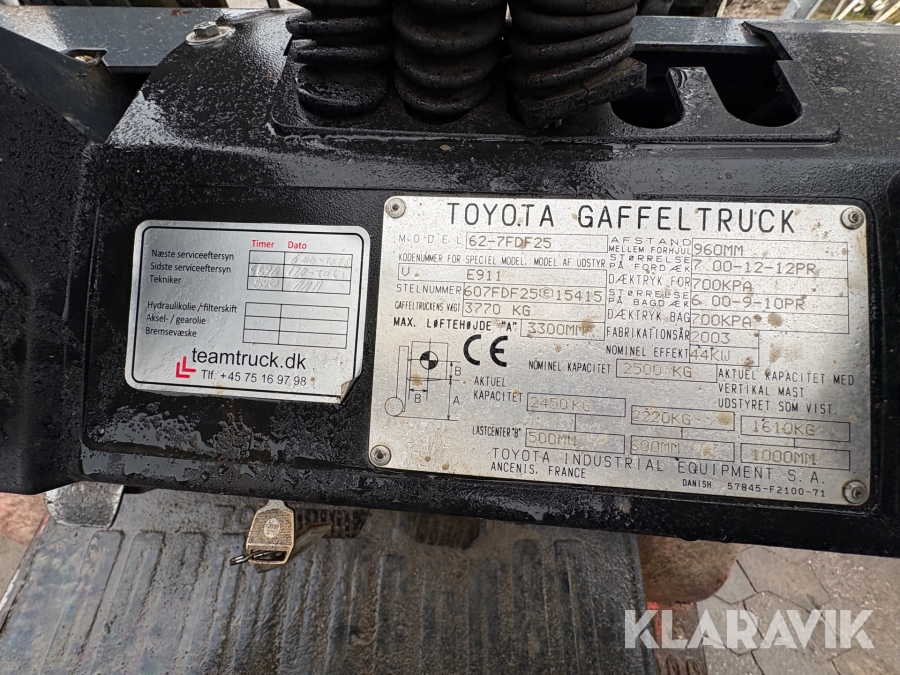 Timer Dato
Næste serviceeftersyn
Sidste serviceeftersyn
Tekniker
Hydraulikolie /filterskift
Aksel-/ gearolie
Bremsevæske
teamtruck.dk
Tlf. +45 75 16 97 98
TOYOTA GAFFELTRUCK
MODEL 62-7FDF25
KODENUMMER FOR SPECIEL MODEL. MODEL AF UDSTYR
V E911
STELNUMMER 607FDF25©15415
GAFFELTRUCKENS VÆGT 3770 KG
MAX. LØFTEHØJDE "A" 3300MM
AFSTAND MELLEM FORHJUL 960MM
STØRRELSE PÅ FORDÆK 7.00-12-12PR
DÆKTRYK FOR 700KPA
STØRRELSE PÅ BAGDÆK 6.00-9-10PR
DÆKTRYK BAG 700KPA
FABRIKATIONSÅR 2003
NOMINEL EFFEKT 44KW
CE
NOMINEL KAPACITET 2500 KG
AKTUEL KAPACITET MED
VERTIKAL MAST
UDSTYRET SOM VIST.
B
B
A
AKTUEL KAPACITET 2450KG 2220KG 1610KG
LASTCENTER "B" 500MM 600MM 1000MM
TOYOTA INDUSTRIAL EQUIPMENT S.A.
ANCENIS, FRANCE
DANISH 57845-F2100-71
KLARAVIK